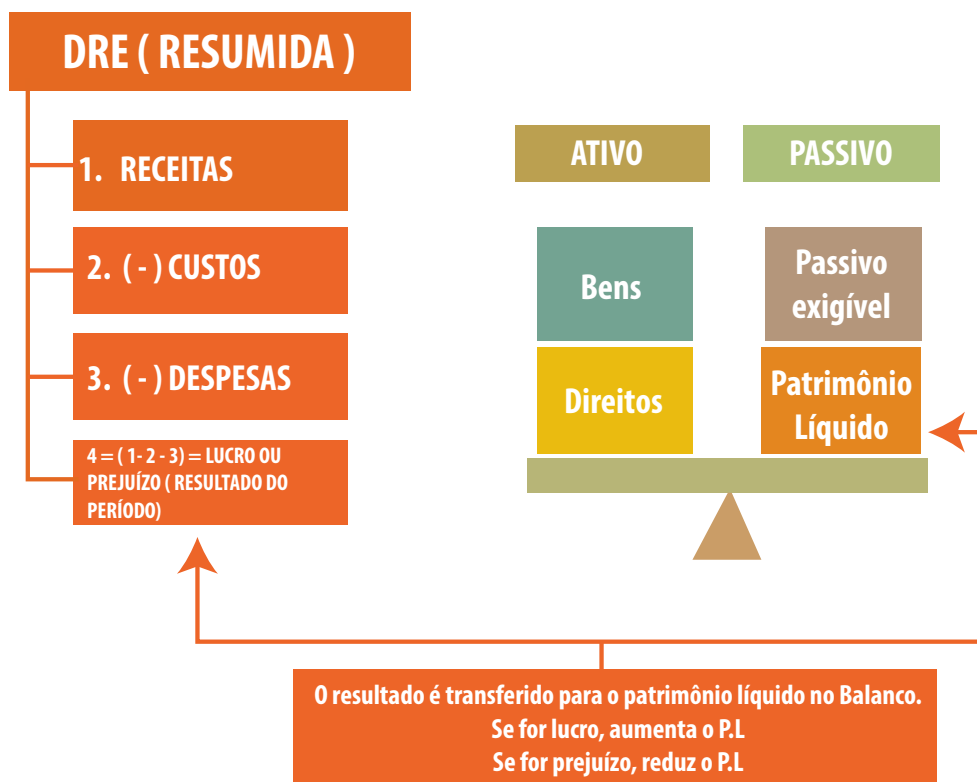 DRE ( RESUMIDA )
1. RECEITAS
2. ( - ) CUSTOS
3. ( - ) DESPESAS
4 = ( 1- 2 - 3) = LUCRO OU
PREJUÍZO ( RESULTADO DO
PERÍODO)
ATIVO
PASSIVO
Bens
Passivo
exigível
Direitos
Patrimônio
Líquido
O resultado é transferido para o patrimônio líquido no Balanco.
Se for lucro, aumenta o P.L
Se for prejuízo, reduz o P.L